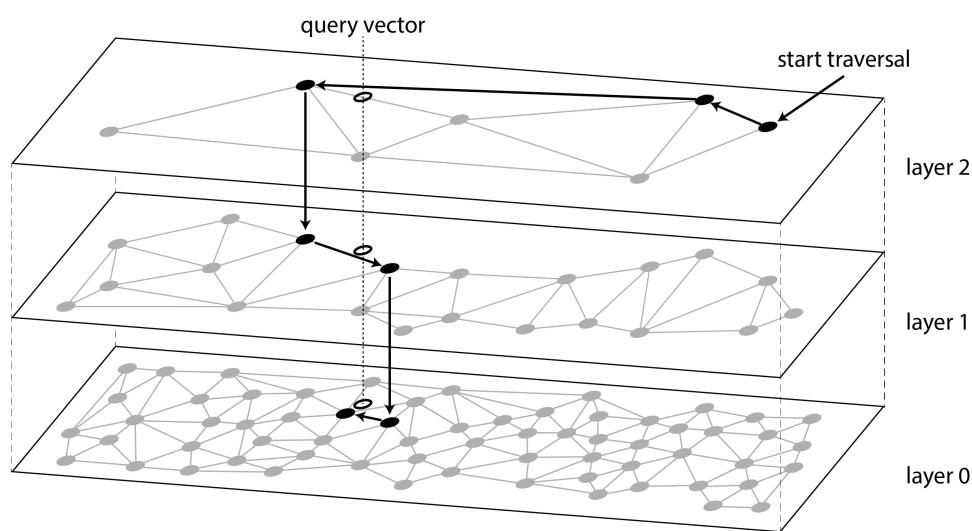 query vector
start traversal
layer 2
layer 1
layer 0